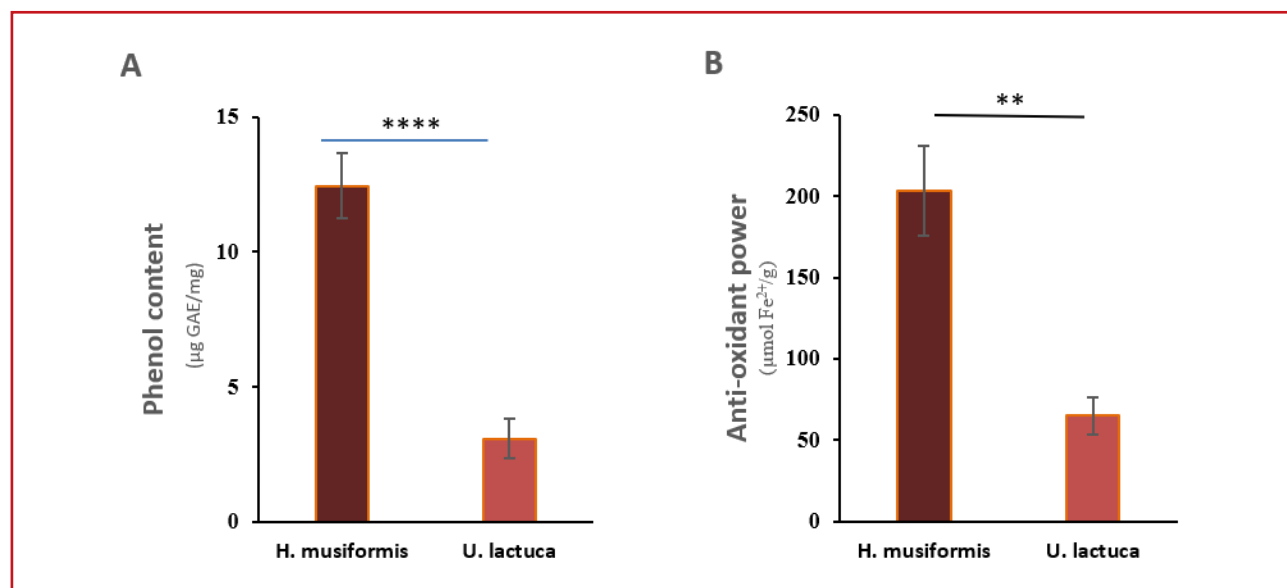 A
Phenol content
(µg GAE/mg)
15
10
5
0
****
H. musiformis
U. lactuca
B
Anti-oxidant power
(µmol Fe²⁺/g)
250
200
150
100
50
0
**
H. musiformis
U. lactuca